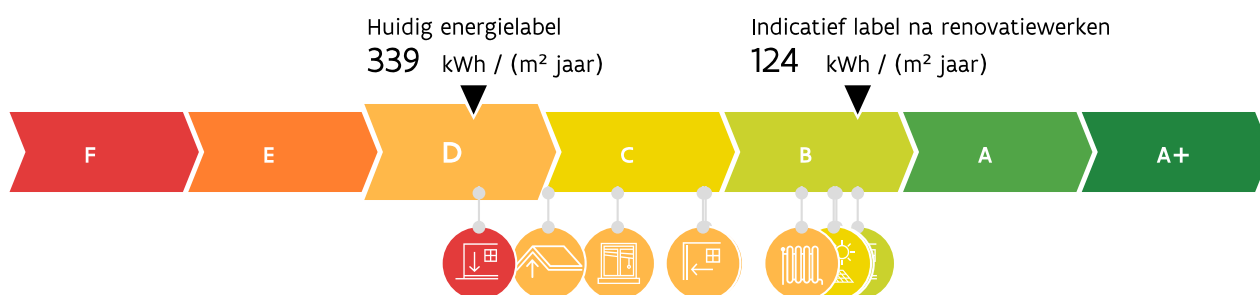 Huidig energielabel
339 kWh / (m² jaar)
Indicatief label na renovatiewerken
124 kWh / (m² jaar)
F E D C B A A+